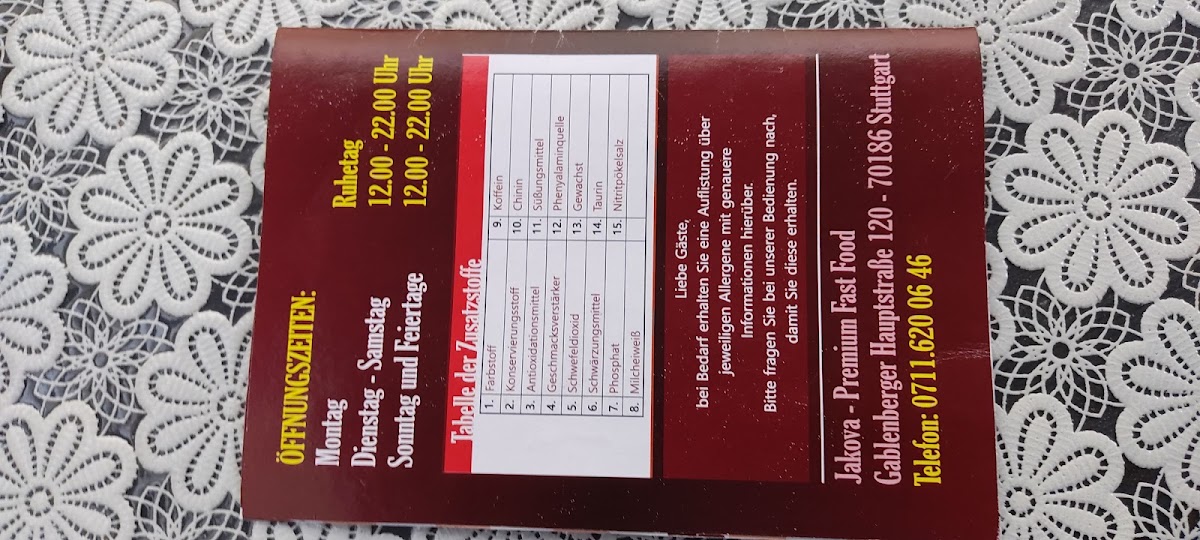 ÖFFNUNGSZEITEN:
Montag Ruhetag
Dienstag - Samstag 12.00 - 22.00 Uhr
Sonntag und Feiertage 12.00 - 22.00 Uhr
Tabelle der Zusatzstoffe
1. Farbstoff 9. Koffein
2. Konservierungsstoff 10. Chinin
3. Antioxidationsmittel 11. Süßungsmittel
4. Geschmacksverstärker 12. Phenyalaminquelle
5. Schwefeldioxid 13. Gewachst
6. Schwärzungsmittel 14. Taurin
7. Phosphat 15. Nitritpökelsalz
8. Milcheiweiß
Liebe Gäste,
bei Bedarf erhalten Sie eine Auflistung über
jeweiligen Allergene mit genauere
Informationen hierüber.
Bitte fragen Sie bei unserer Bedienung nach,
damit Sie diese erhalten.
Jakova - Premium Fast Food
Gablenberger Hauptstraße 120 - 70186 Stuttgart
Telefon: 0711.620 06 46